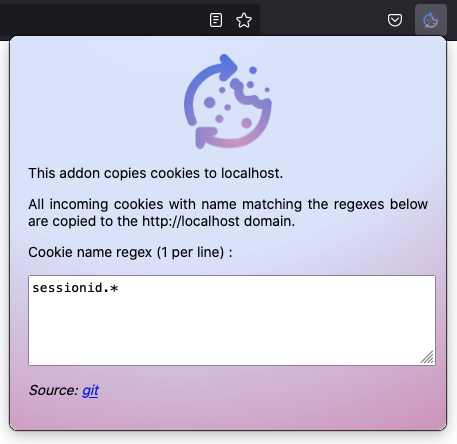 This addon copies cookies to localhost.
All incoming cookies with name matching the regexes below
are copied to the http://localhost domain.
Cookie name regex (1 per line) :
sessionid.*
Source: git